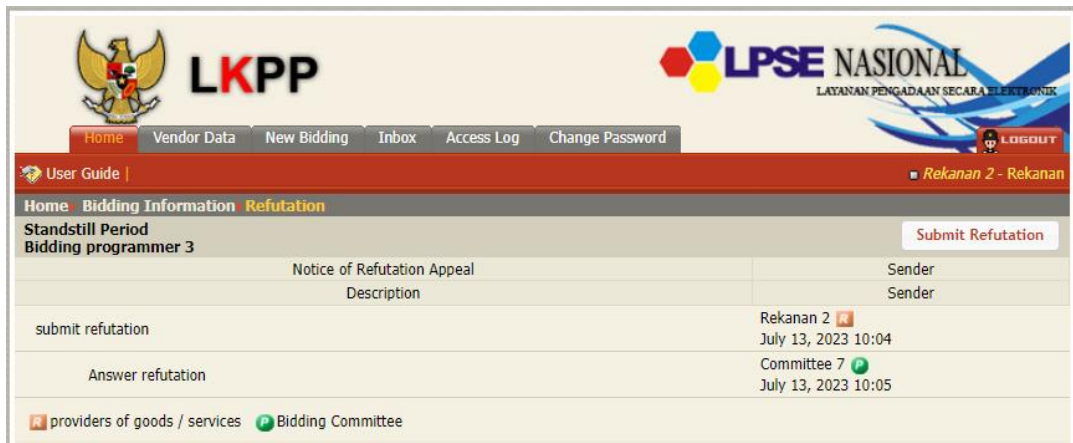 LKPP
LPSE NASIONAL
LAYANAN PENGADAAN SECARA ELEKTRONIK
Home Vendor Data New Bidding Inbox Access Log Change Password
LOGOUT
User Guide |
Rekanan 2 - Rekanan
Home Bidding Information Refutation
Standstill Period
Bidding programmer 3
Submit Refutation
Notice of Refutation Appeal Sender
Description Sender
submit refutation
Rekanan 2 R
July 13, 2023 10:04
Answer refutation
Committee 7 P
July 13, 2023 10:05
R providers of goods / services P Bidding Committee